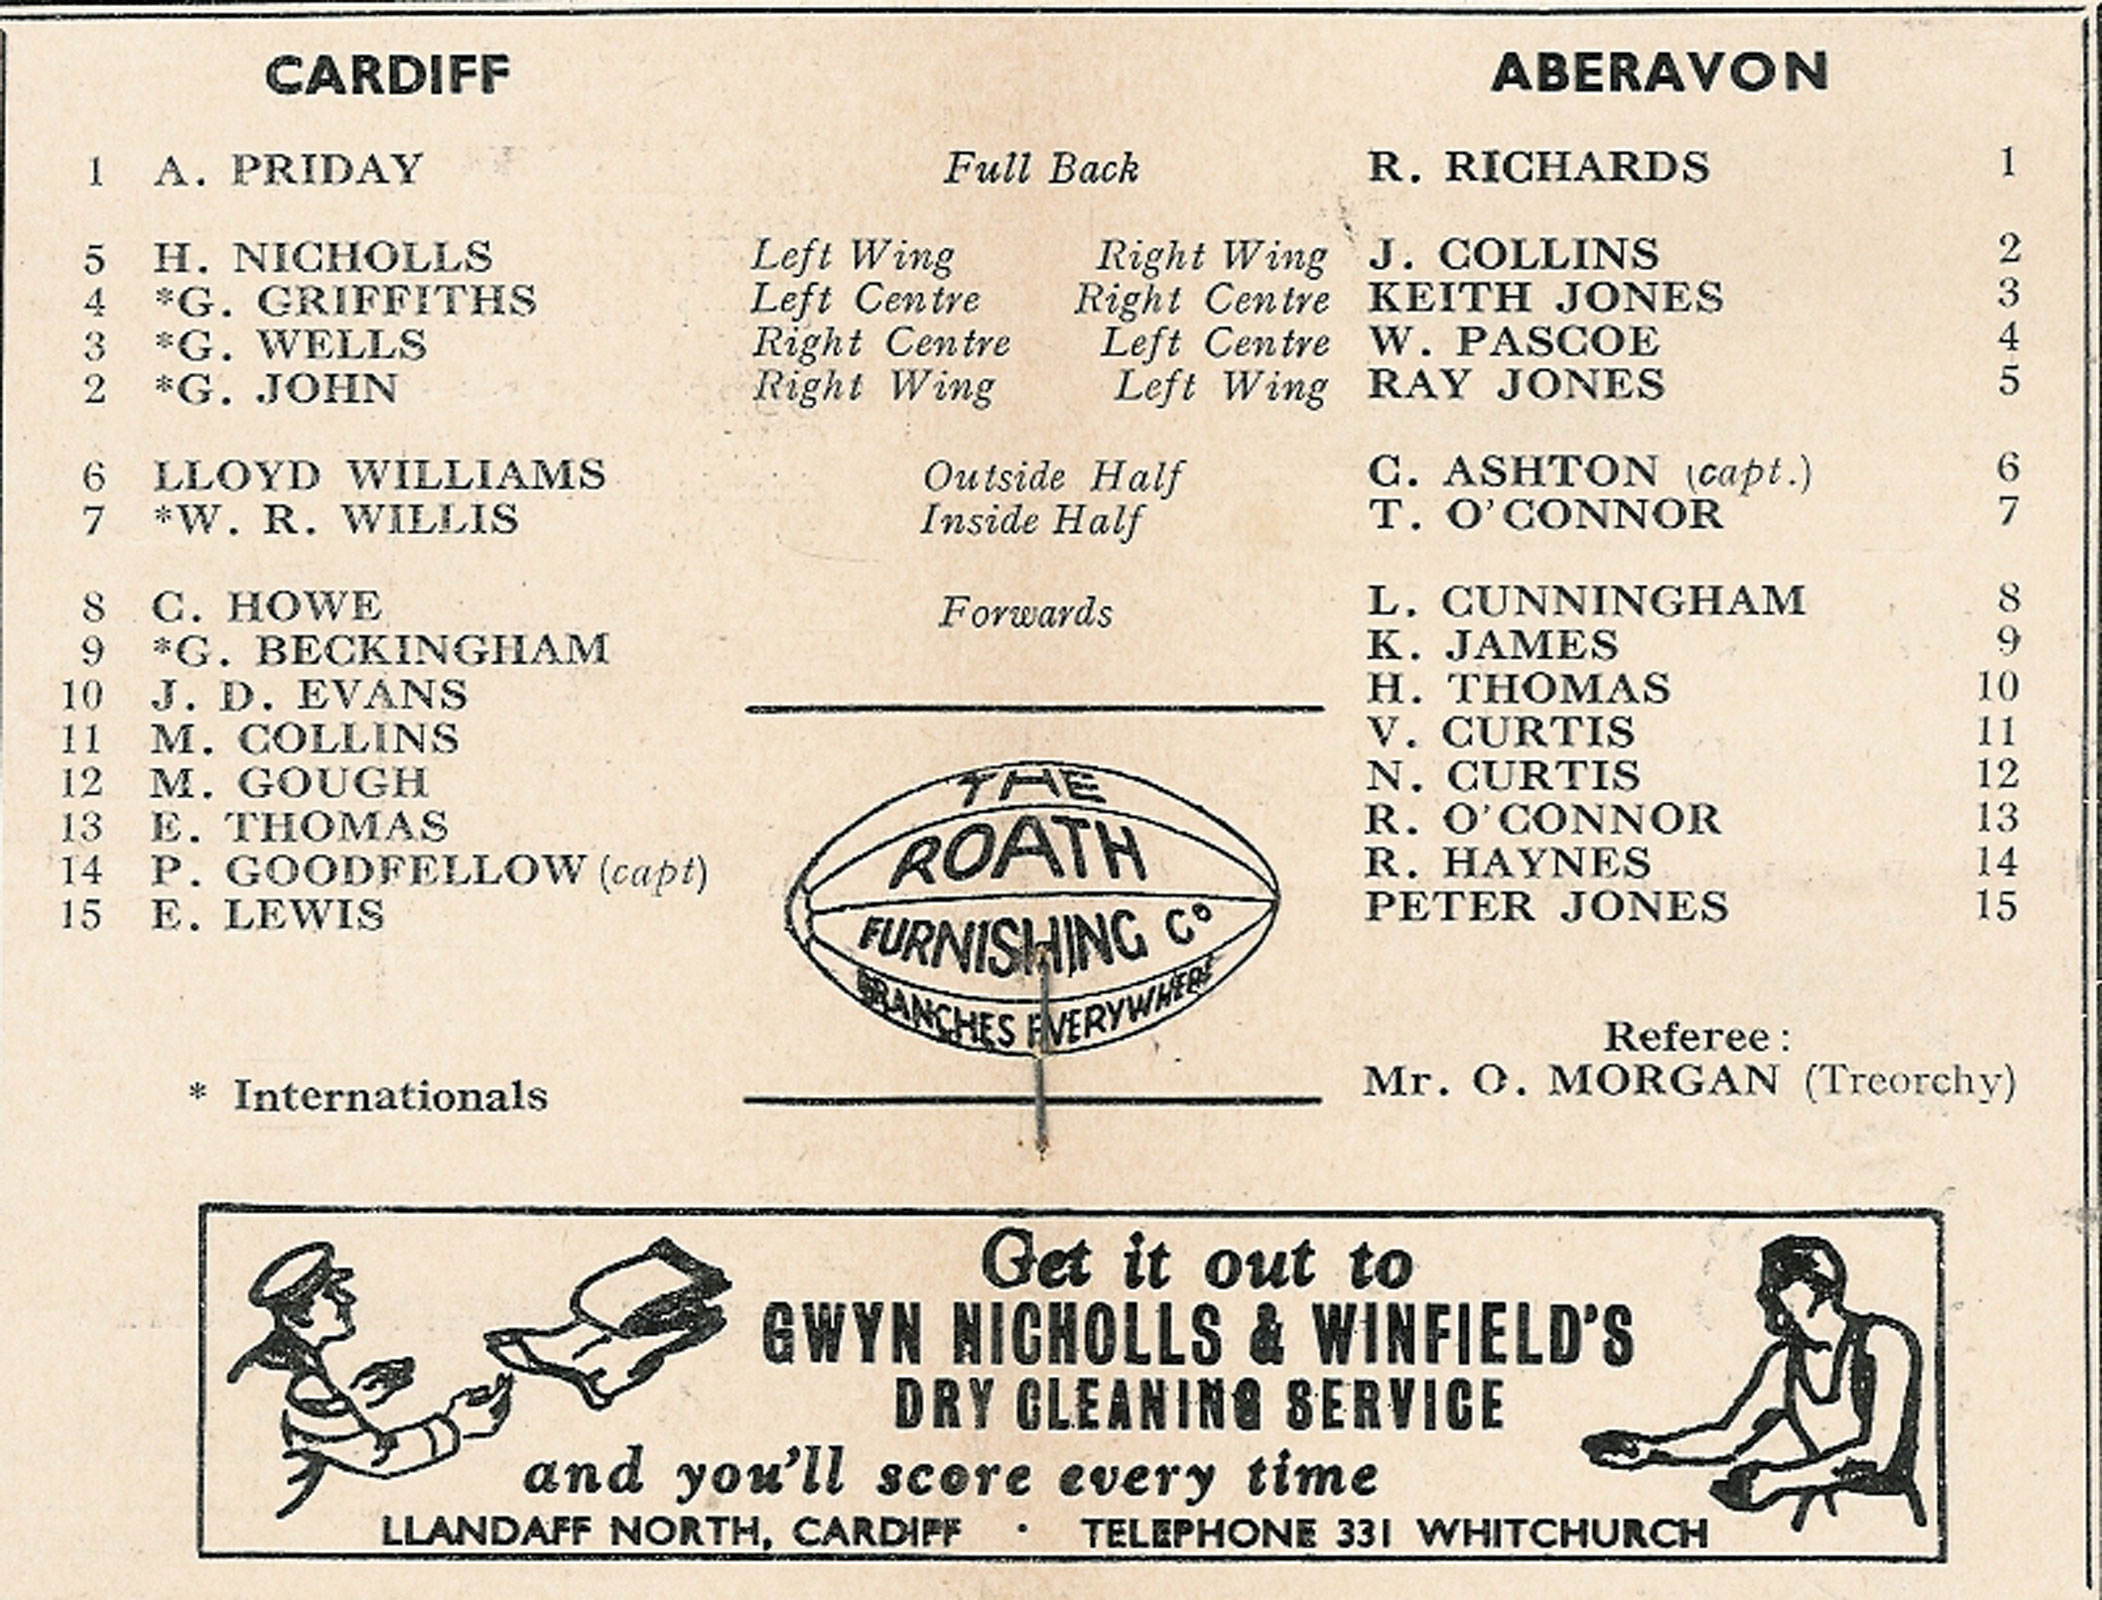 CARDIFF ABERAVON
1 A. PRIDAY Full Back R. RICHARDS 1
5 H. NICHOLLS Left Wing Right Wing J. COLLINS 2
4 *G. GRIFFITHS Left Centre Right Centre KEITH JONES 3
3 *G. WELLS Right Centre Left Centre W. PASCOE 4
2 *G. JOHN Right Wing Left Wing RAY JONES 5
6 LLOYD WILLIAMS Outside Half C. ASHTON (capt.) 6
7 *W. R. WILLIS Inside Half T. O'CONNOR 7
8 C. HOWE Forwards L. CUNNINGHAM 8
9 *G. BECKINGHAM K. JAMES 9
10 J. D. EVANS H. THOMAS 10
11 M. COLLINS V. CURTIS 11
12 M. GOUGH N. CURTIS 12
13 E. THOMAS R. O'CONNOR 13
14 P. GOODFELLOW (capt) R. HAYNES 14
15 E. LEWIS PETER JONES 15
THE
ROATH
FURNISHING Co
BRANCHES EVERYWHERE
Referee:
* Internationals Mr. O. MORGAN (Treorchy)
Get it out to
GWYN NICHOLLS & WINFIELD'S
DRY CLEANING SERVICE
and you'll score every time
LLANDAFF NORTH, CARDIFF · TELEPHONE 331 WHITCHURCH